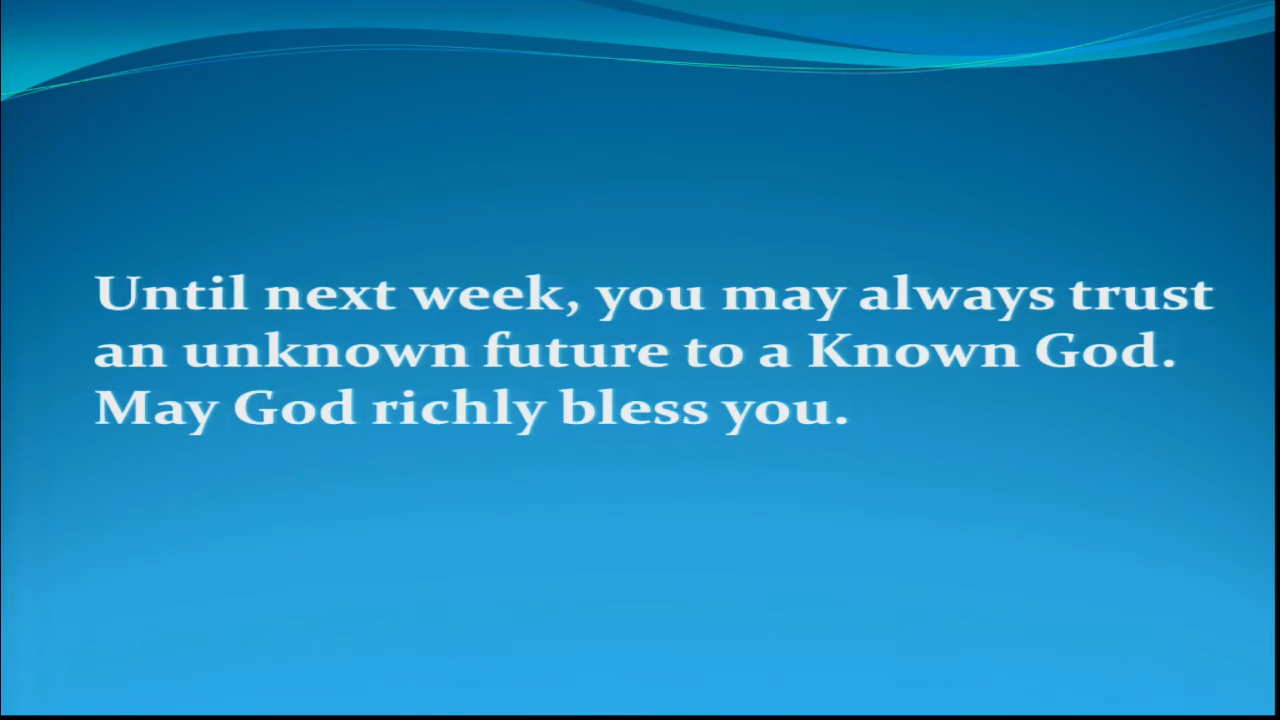 Until next week, you may always trust
an unknown future to a Known God.
May God richly bless you.